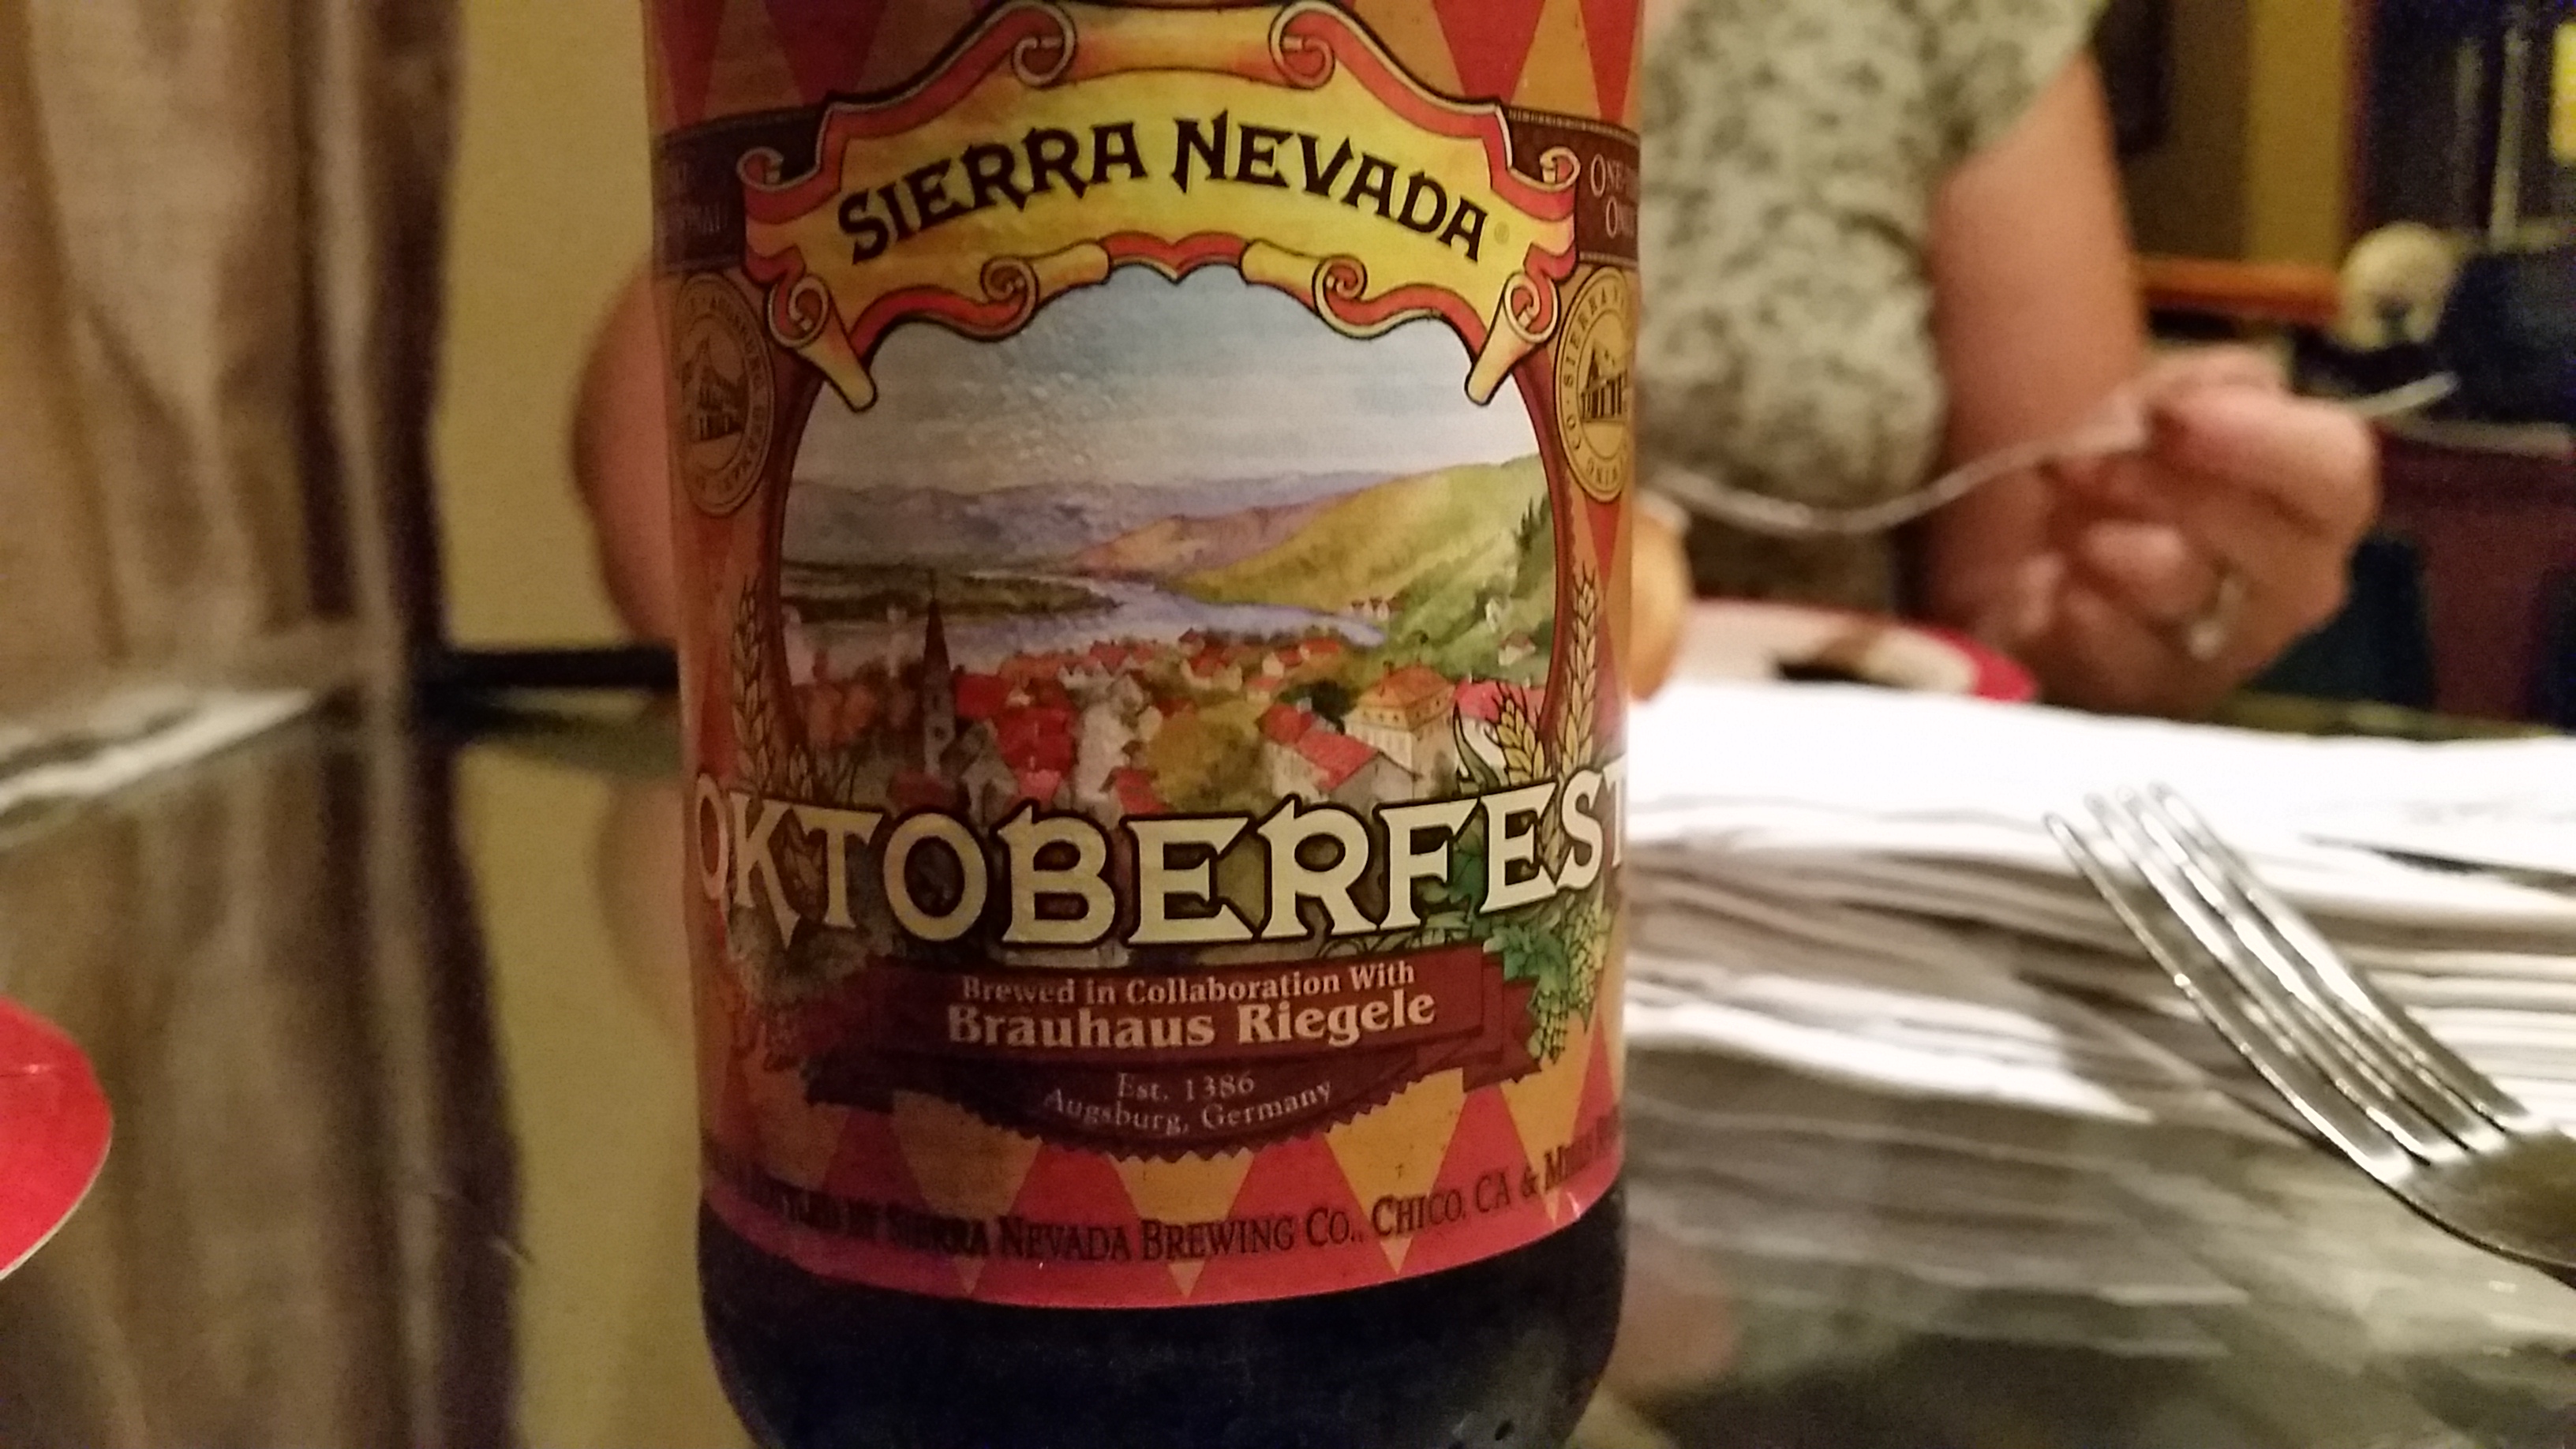 SIERRA NEVADA
OKTOBERFEST
Brewed in Collaboration With
Brauhaus Riegele
Est. 1386
Augsburg, Germany
BY SIERRA NEVADA BREWING CO., CHICO, CA &